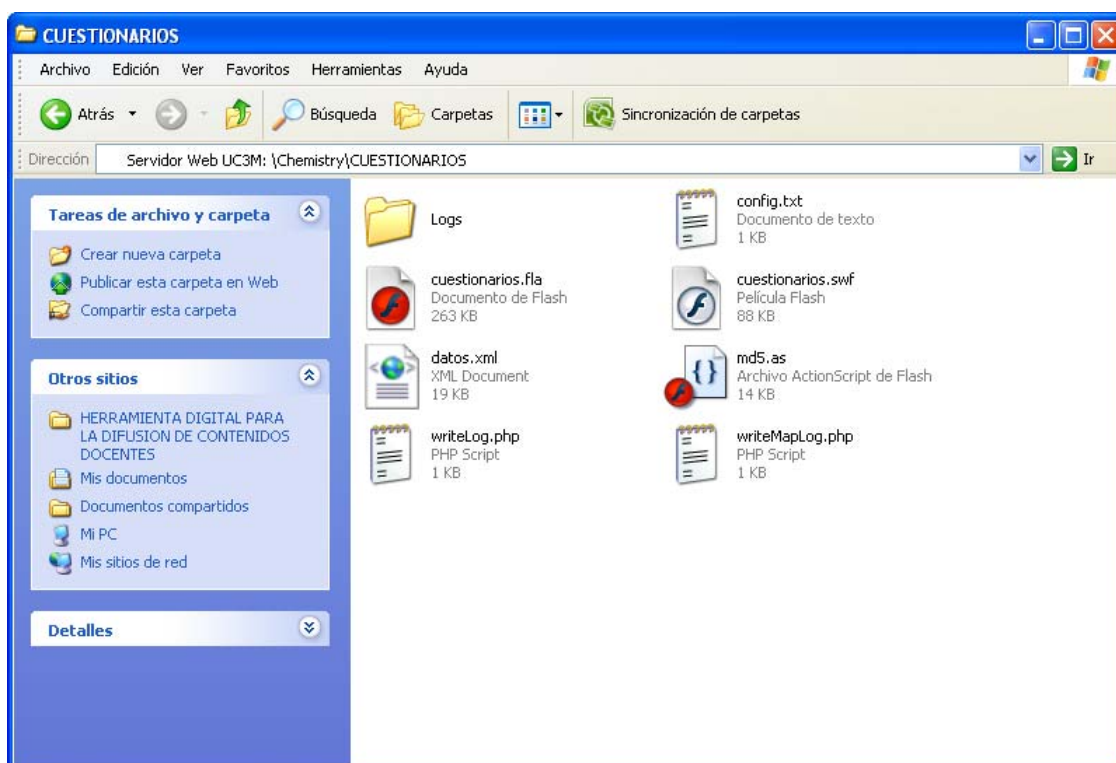 CUESTIONARIOS
Archivo Edición Ver Favoritos Herramientas Ayuda
Atrás Búsqueda Carpetas Sincronización de carpetas
Dirección Servidor Web UC3M: \Chemistry\CUESTIONARIOS Ir
Tareas de archivo y carpeta
Crear nueva carpeta
Publicar esta carpeta en Web
Compartir esta carpeta
Otros sitios
HERRAMIENTA DIGITAL PARA
LA DIFUSION DE CONTENIDOS
DOCENTES
Mis documentos
Documentos compartidos
Mi PC
Mis sitios de red
Detalles
Logs
config.txt
Documento de texto
1 KB
cuestionarios.fla
Documento de Flash
263 KB
cuestionarios.swf
Película Flash
88 KB
datos.xml
XML Document
19 KB
md5.as
Archivo ActionScript de Flash
14 KB
writeLog.php
PHP Script
1 KB
writeMapLog.php
PHP Script
1 KB